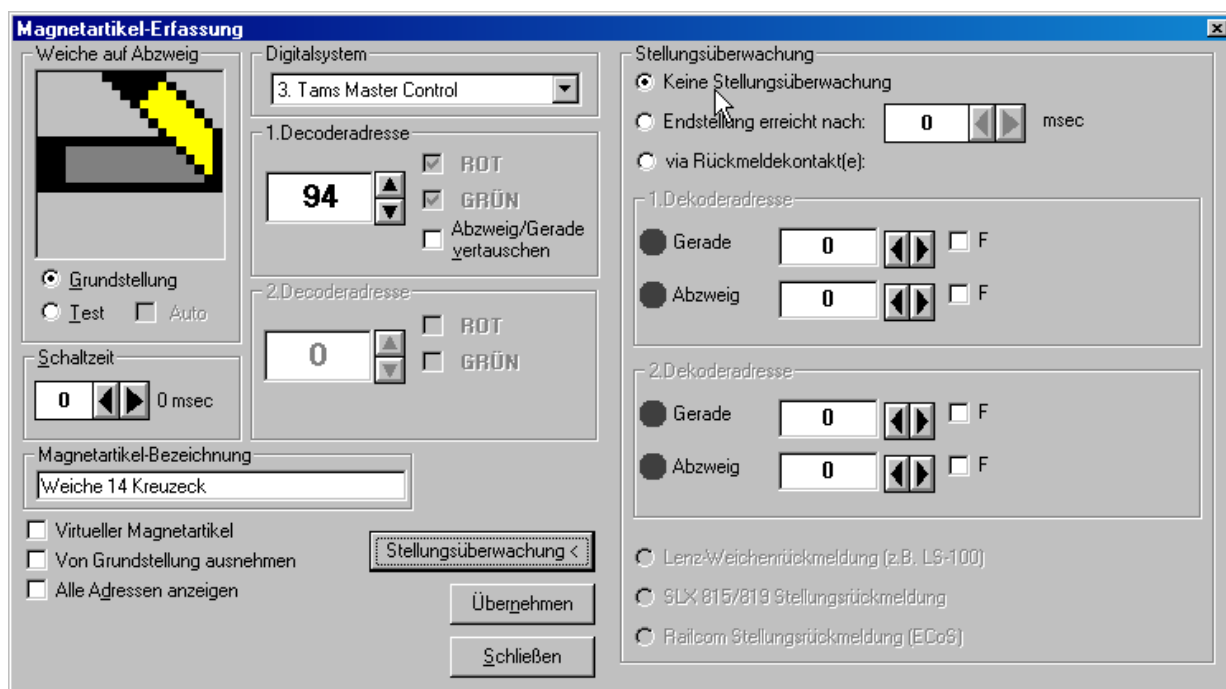 Magnetartikel-Erfassung
Weiche auf Abzweig
Grundstellung
Test
Auto
Schaltzeit
0
0 msec
Digitalsystem
3. Tams Master Control
1.Decoderadresse
94
ROT
GRÜN
Abzweig/Gerade
vertauschen
2.Decoderadresse
0
ROT
GRÜN
Magnetartikel-Bezeichnung
Weiche 14 Kreuzeck
Virtueller Magnetartikel
Von Grundstellung ausnehmen
Alle Adressen anzeigen
Stellungsüberwachung <
Übernehmen
Schließen
Stellungsüberwachung
Keine Stellungsüberwachung
Endstellung erreicht nach: 0 msec
via Rückmeldekontakt(e):
1.Dekoderadresse
Gerade 0 F
Abzweig 0 F
2.Dekoderadresse
Gerade 0 F
Abzweig 0 F
Lenz-Weichenrückmeldung (z.B. LS-100)
SLX 815/819 Stellungsrückmeldung
Railcom Stellungsrückmeldung (ECoS)